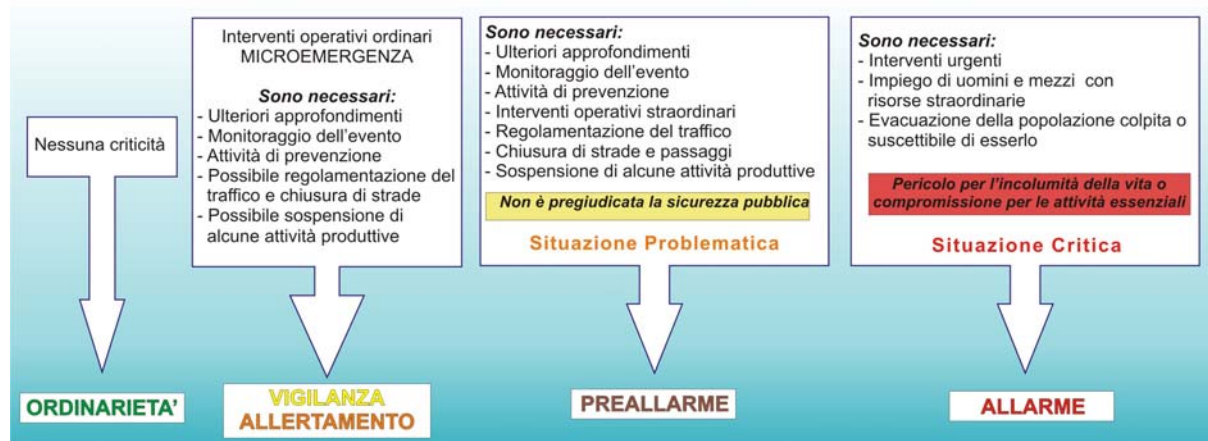 Nessuna criticità
ORDINARIETA'
Interventi operativi ordinari
MICROEMERGENZA
Sono necessari:
- Ulteriori approfondimenti
- Monitoraggio dell'evento
- Attività di prevenzione
- Possibile regolamentazione del
traffico e chiusura di strade
- Possibile sospensione di
alcune attività produttive
VIGILANZA
ALLERTAMENTO
Sono necessari:
- Ulteriori approfondimenti
- Monitoraggio dell'evento
- Attività di prevenzione
- Interventi operativi straordinari
- Regolamentazione del traffico
- Chiusura di strade e passaggi
- Sospensione di alcune attività produttive
Non è pregiudicata la sicurezza pubblica
Situazione Problematica
PREALLARME
Sono necessari:
- Interventi urgenti
- Impiego di uomini e mezzi con
risorse straordinarie
- Evacuazione della popolazione colpita o
suscettibile di esserlo
Pericolo per l'incolumità della vita o
compromissione per le attività essenziali
Situazione Critica
ALLARME